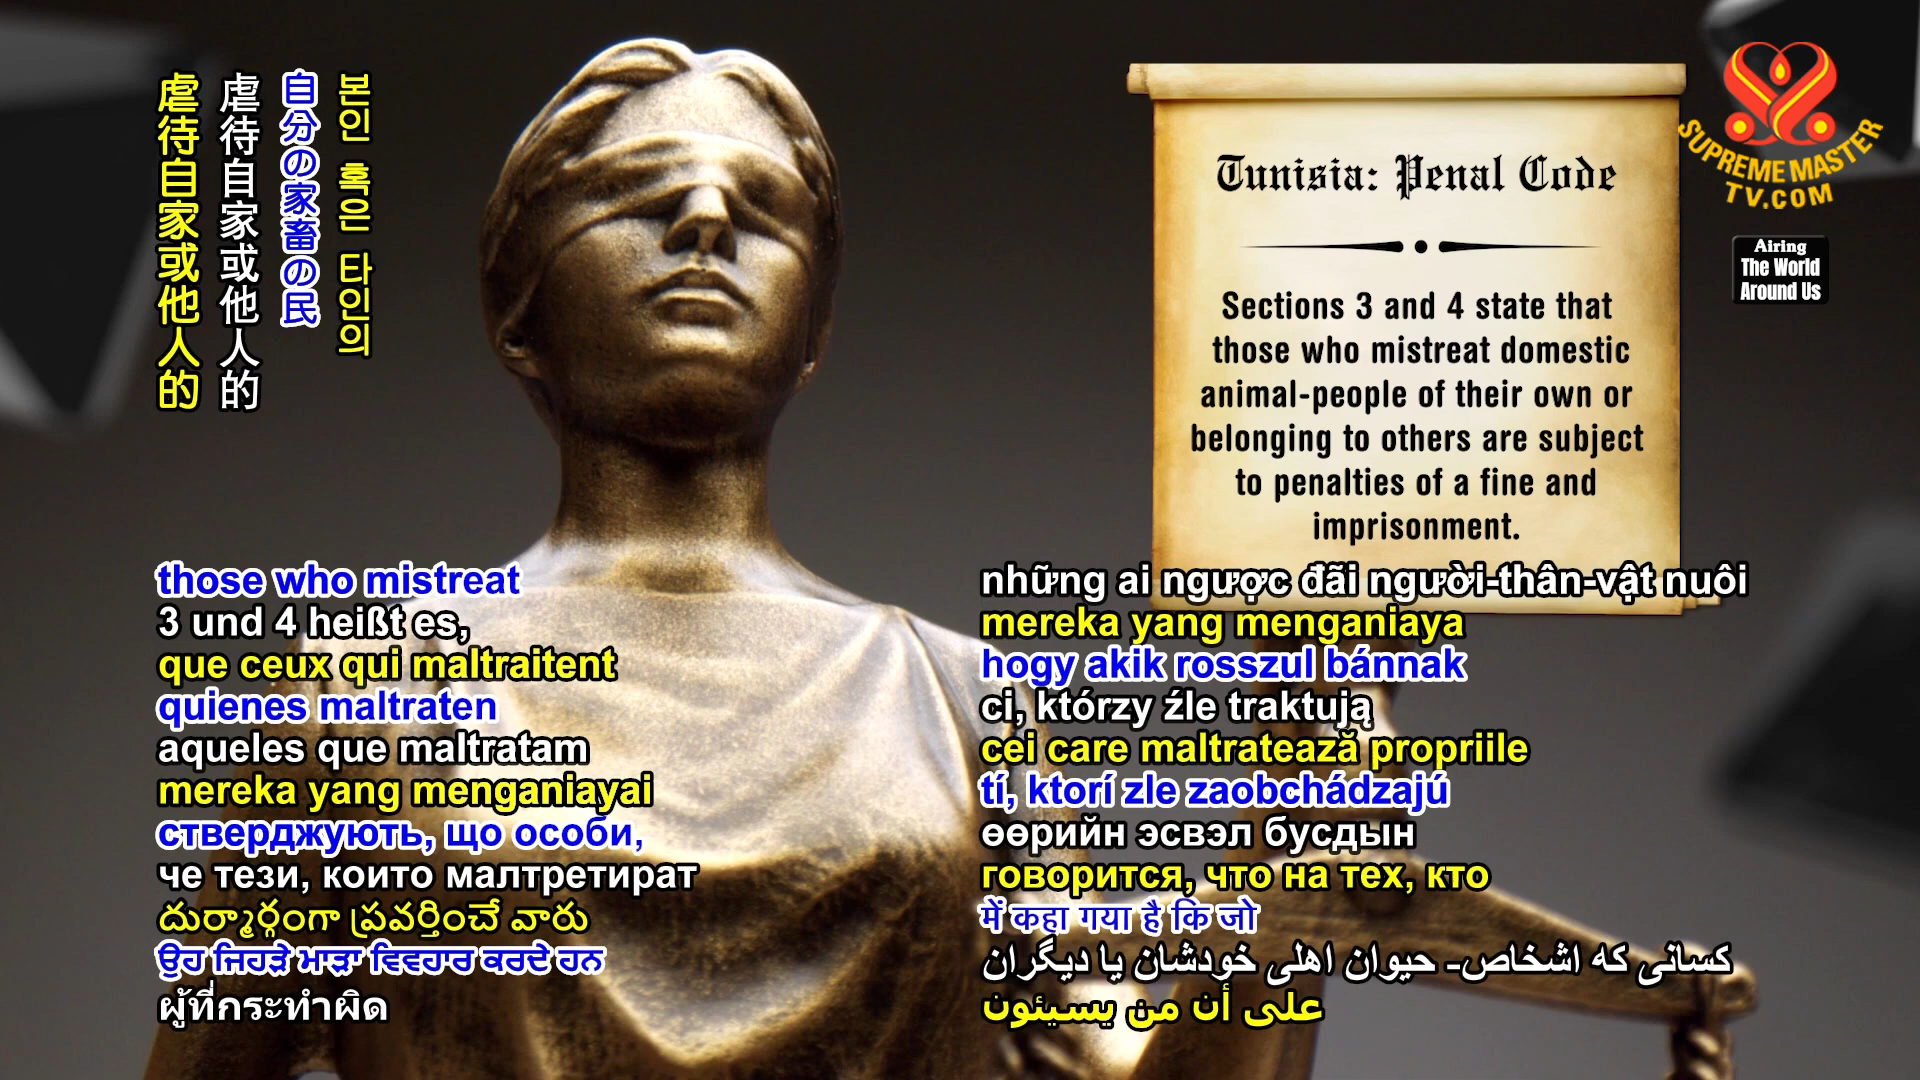 虐待自家或他人的
虐待自家或他人的
自分の家畜の民
본인 혹은 타인의
Tunisia: Penal Code
Sections 3 and 4 state that
those who mistreat domestic
animal-people of their own or
belonging to others are subject
to penalties of a fine and
imprisonment.
SUPREME MASTER
TV.COM
Airing
The World
Around Us
those who mistreat
3 und 4 heißt es,
que ceux qui maltraitent
quienes maltraten
aqueles que maltratam
mereka yang menganiayai
стверджують, що особи,
че тези, които малтретират
దుర్మార్గంగా ప్రవర్తించే వారు
ਉਹ ਜਿਹੜੇ ਮਾੜਾ ਵਿਵਹਾਰ ਕਰਦੇ ਹਨ
ผู้ที่กระทำผิด
những ai ngược đãi người-thân-vật nuôi
mereka yang menganiaya
hogy akik rosszul bánnak
ci, którzy źle traktują
cei care maltratează propriile
tí, ktorí zle zaobchádzajú
өөрийн эсвэл бусдын
говорится, что на тех, кто
में कहा गया है कि जो
کسانی که اشخاص- حیوان اهلی خودشان یا دیگران
على أن من يسيئون